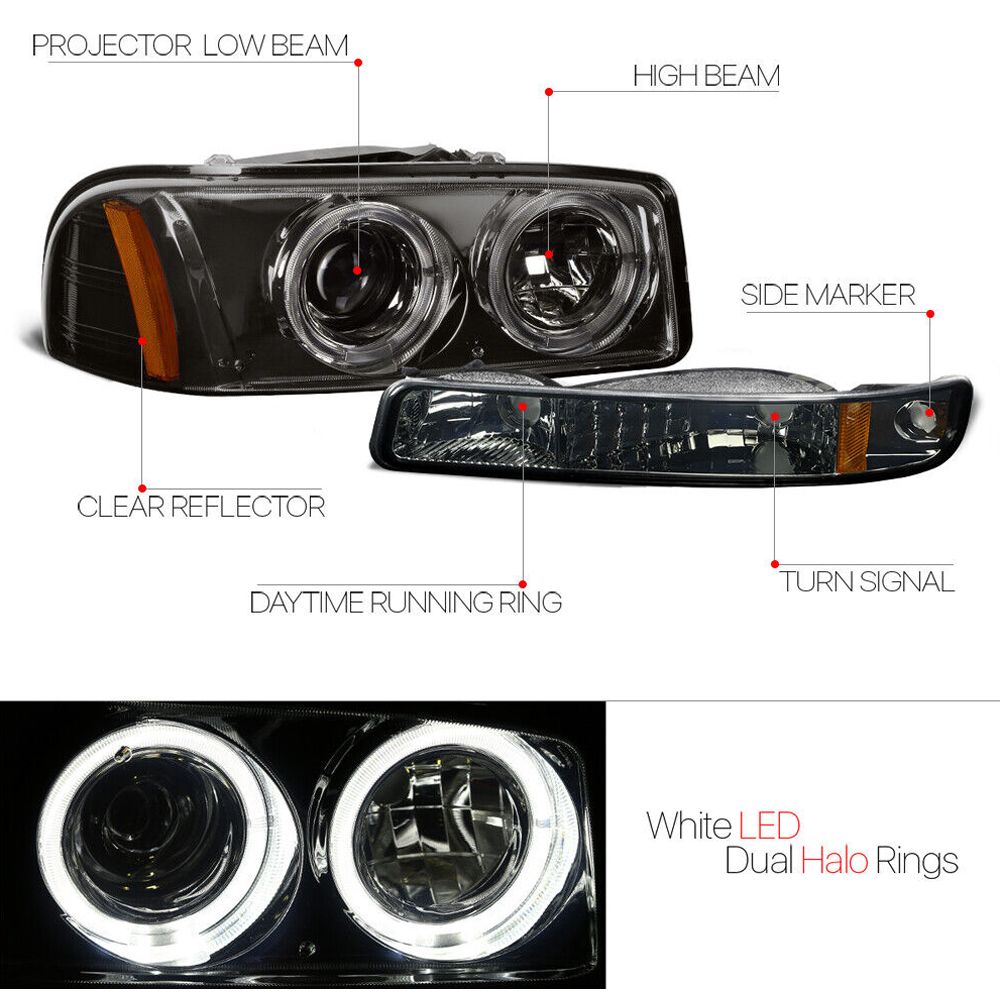 PROJECTOR LOW BEAM
HIGH BEAM
SIDE MARKER
CLEAR REFLECTOR
DAYTIME RUNNING RING
TURN SIGNAL
White LED
Dual Halo Rings